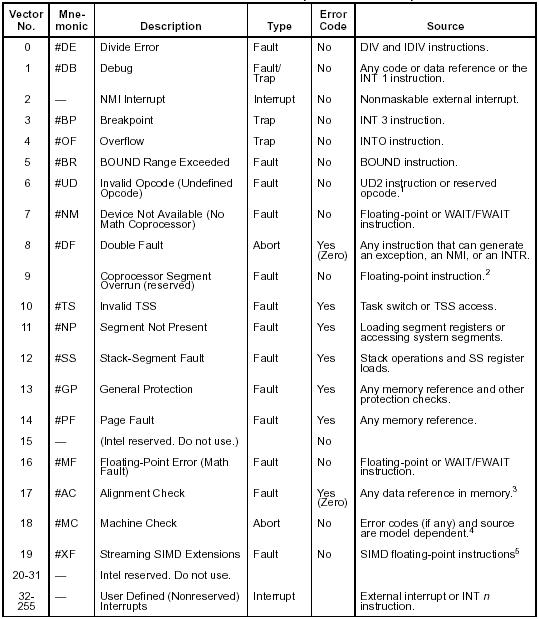 Vector No. Mne-monic Description Type Error Code Source
0 #DE Divide Error Fault No DIV and IDIV instructions.
1 #DB Debug Fault/Trap No Any code or data reference or the INT 1 instruction.
2 — NMI Interrupt Interrupt No Nonmaskable external interrupt.
3 #BP Breakpoint Trap No INT 3 instruction.
4 #OF Overflow Trap No INTO instruction.
5 #BR BOUND Range Exceeded Fault No BOUND instruction.
6 #UD Invalid Opcode (Undefined Opcode) Fault No UD2 instruction or reserved opcode.1
7 #NM Device Not Available (No Math Coprocessor) Fault No Floating-point or WAIT/FWAIT instruction.
8 #DF Double Fault Abort Yes (Zero) Any instruction that can generate an exception, an NMI, or an INTR.
9 Coprocessor Segment Overrun (reserved) Fault No Floating-point instruction.2
10 #TS Invalid TSS Fault Yes Task switch or TSS access.
11 #NP Segment Not Present Fault Yes Loading segment registers or accessing system segments.
12 #SS Stack-Segment Fault Fault Yes Stack operations and SS register loads.
13 #GP General Protection Fault Yes Any memory reference and other protection checks.
14 #PF Page Fault Fault Yes Any memory reference.
15 — (Intel reserved. Do not use.) No
16 #MF Floating-Point Error (Math Fault) Fault No Floating-point or WAIT/FWAIT instruction.
17 #AC Alignment Check Fault Yes (Zero) Any data reference in memory.3
18 #MC Machine Check Abort No Error codes (if any) and source are model dependent.4
19 #XF Streaming SIMD Extensions Fault No SIMD floating-point instructions5
20-31 — Intel reserved. Do not use.
32-255 — User Defined (Nonreserved) Interrupts Interrupt External interrupt or INT n instruction.